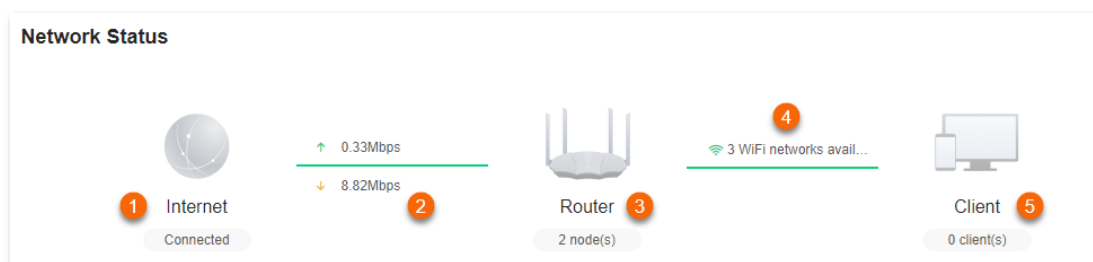 Network Status
4
0.33Mbps
3 WiFi networks avail...
8.82Mbps
1 Internet
2
Router 3
Client 5
Connected
2 node(s)
0 client(s)